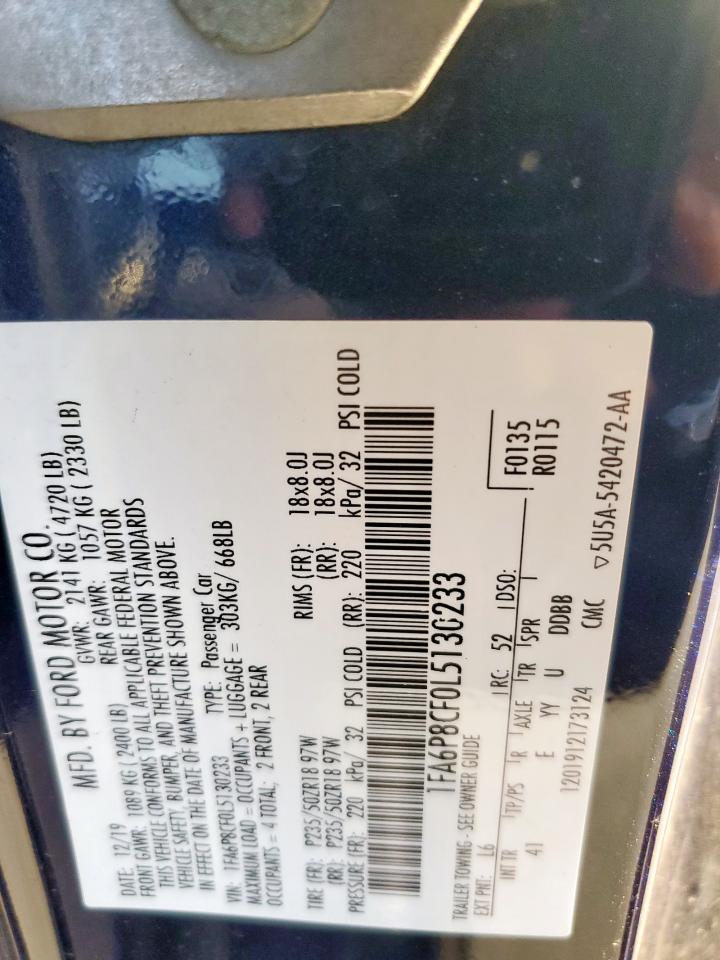 MFD. BY FORD MOTOR CO.
DATE: 12/19 GVWR: 2141 KG ( 4720 LB)
FRONT GAWR: 1089 KG ( 2400 LB) REAR GAWR: 1057 KG ( 2330 LB)
THIS VEHICLE CONFORMS TO ALL APPLICABLE FEDERAL MOTOR
VEHICLE SAFETY, BUMPER, AND THEFT PREVENTION STANDARDS
IN EFFECT ON THE DATE OF MANUFACTURE SHOWN ABOVE.
VIN: 1FA6P8CF0L5130233 TYPE: Passenger Car
MAXIMUM LOAD = OCCUPANTS + LUGGAGE = 303KG/ 668LB
OCCUPANTS = 4 TOTAL: 2 FRONT, 2 REAR
TIRE (FR): P235/50ZR18 97W RIMS (FR): 18x8.0J
(RR): P235/50ZR18 97W (RR): 18x8.0J
PRESSURE (FR): 220 kPa/ 32 PSI COLD (RR): 220 kPa/ 32 PSI COLD
1FA6P8CF0L5130233
TRAILER TOWING - SEE OWNER GUIDE
EXT PNT: L6 RC: 52 DSO: F0135
R0115
INT TR TP/PS R AXLE TR SPR
41 E YY U DDBB
1201912173124 CMC ▽5U5A-5420472-AA